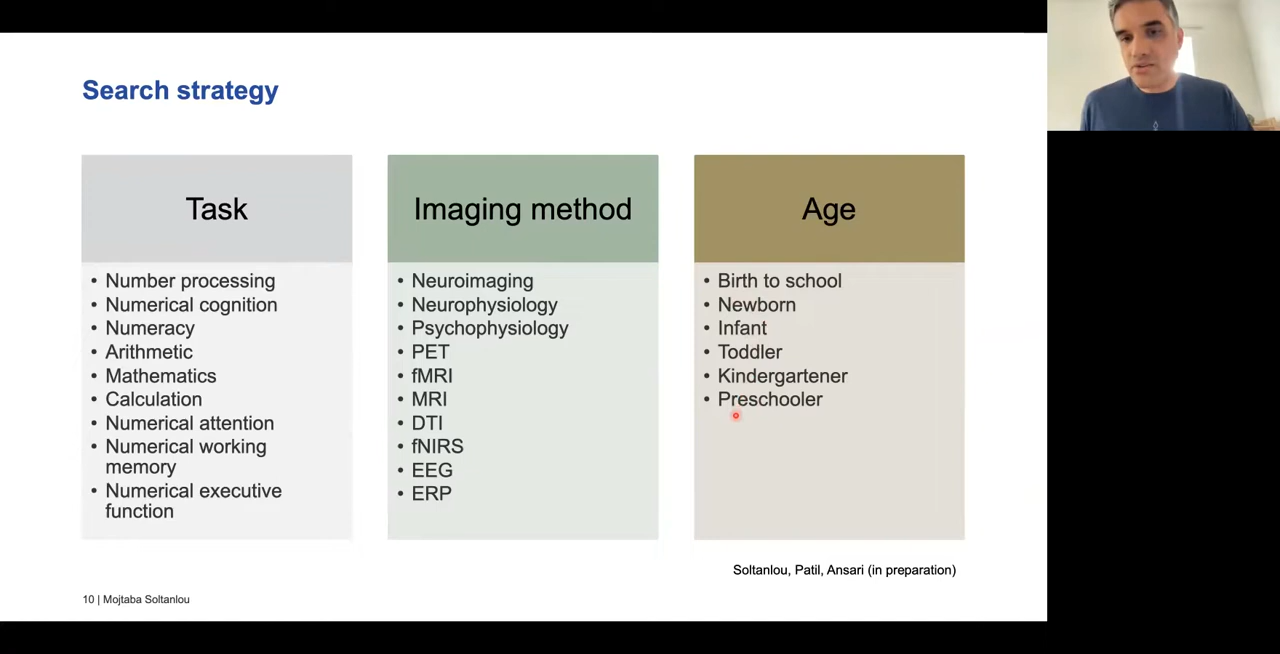 Search strategy
Task
• Number processing
• Numerical cognition
• Numeracy
• Arithmetic
• Mathematics
• Calculation
• Numerical attention
• Numerical working
memory
• Numerical executive
function
Imaging method
• Neuroimaging
• Neurophysiology
• Psychophysiology
• PET
• fMRI
• MRI
• DTI
• fNIRS
• EEG
• ERP
Age
• Birth to school
• Newborn
• Infant
• Toddler
• Kindergartener
• Preschooler
Soltanlou, Patil, Ansari (in preparation)
10 | Mojtaba Soltanlou